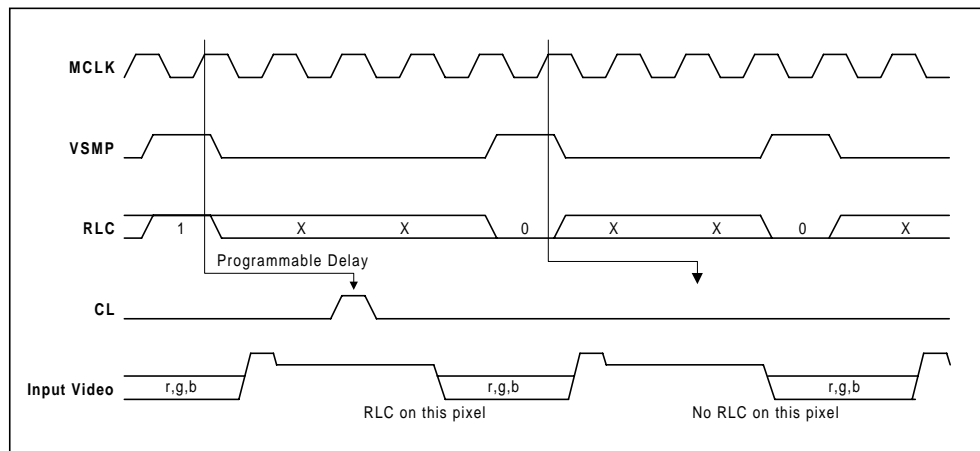 MCLK
VSMP
RLC 1 X X 0 X X 0 X
Programmable Delay
CL
Input Video r,g,b r,g,b r,g,b
RLC on this pixel No RLC on this pixel